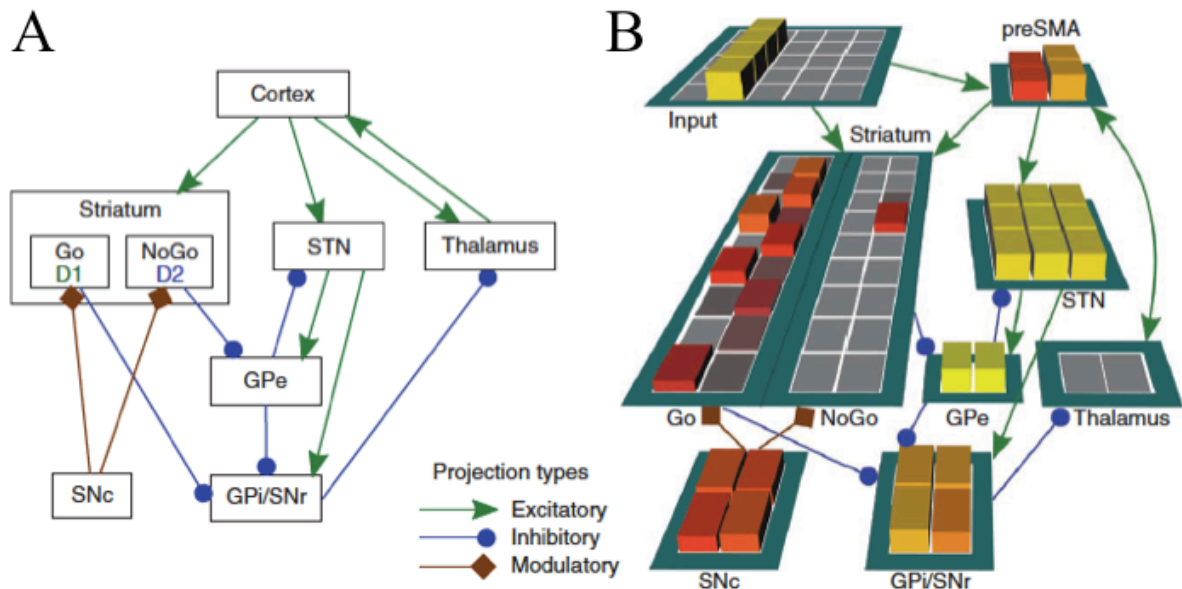 A
Cortex
Striatum
Go
D1
NoGo
D2
STN
Thalamus
GPe
SNc
GPi/SNr
Projection types
Excitatory
Inhibitory
Modulatory
B
preSMA
Input
Striatum
STN
Go
NoGo
GPe
Thalamus
SNc
GPi/SNr